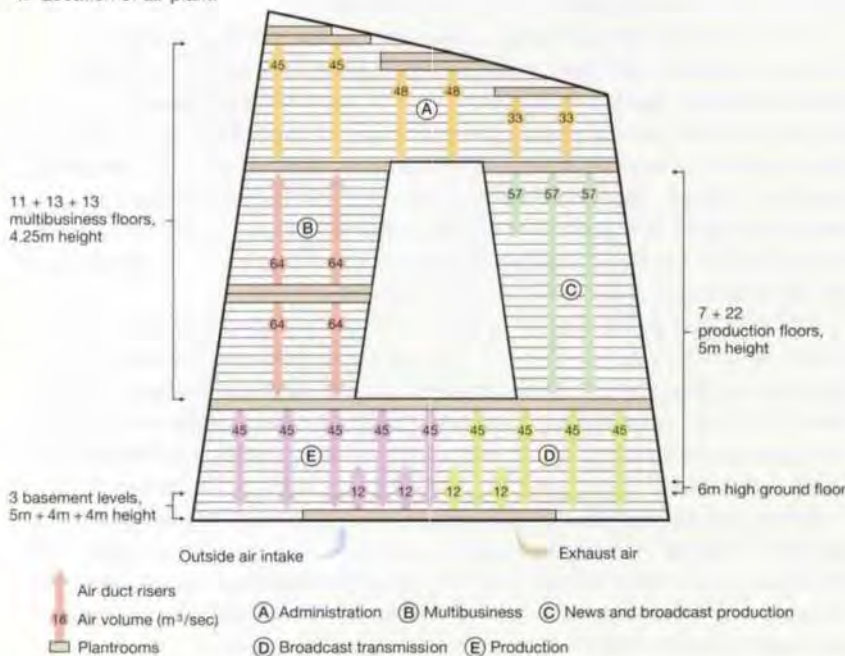 45 45
48 48
33 33
A
57 57 57
11 + 13 + 13
multibusiness floors,
4.25m height
B
64 64
C
64 64
7 + 22
production floors,
5m height
45 45 45 45 45 45 45 45 45
E
D
12 12 12 12
3 basement levels,
5m + 4m + 4m height
6m high ground floor
Outside air intake
Exhaust air
Air duct risers
Air volume (m³/sec)
Plantrooms
A Administration B Multibusiness C News and broadcast production
D Broadcast transmission E Production